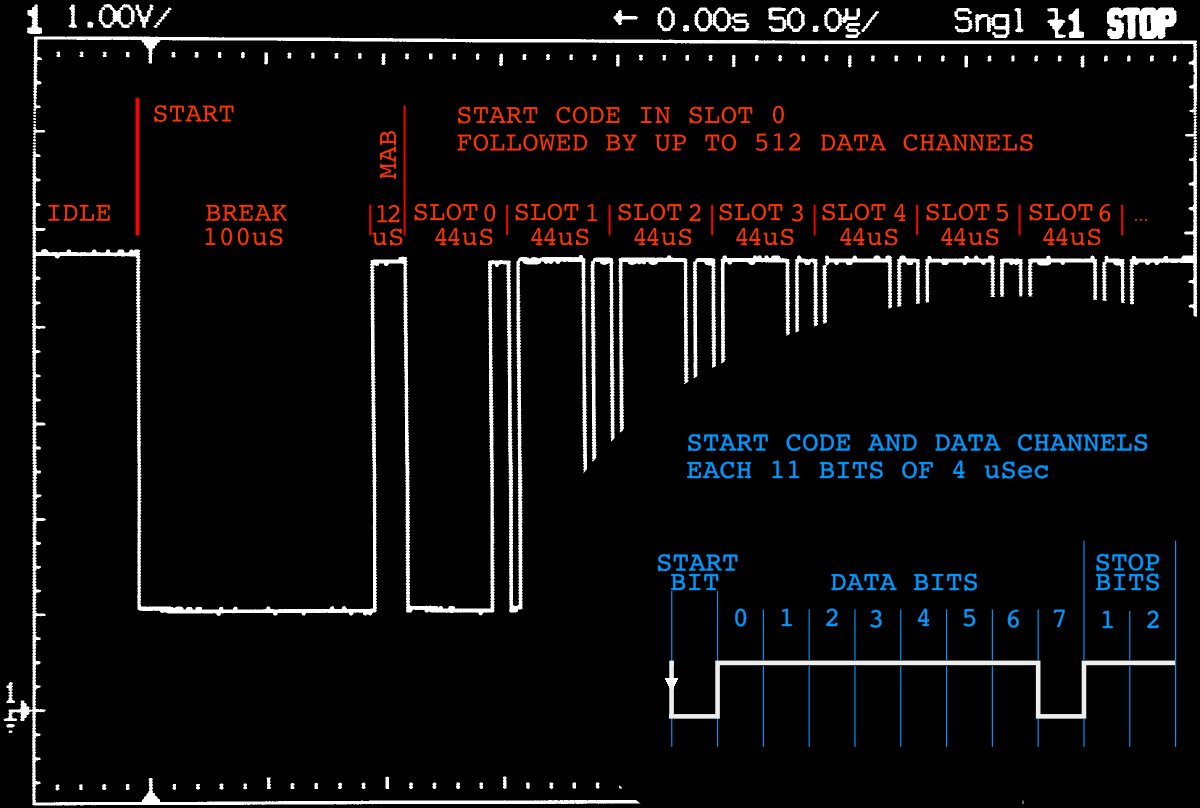 1 1.00V/ ← 0.00s 50.0µs/ Sngl ↧1 STOP
START
START CODE IN SLOT 0
FOLLOWED BY UP TO 512 DATA CHANNELS
MAB
IDLE BREAK 12 SLOT 0 SLOT 1 SLOT 2 SLOT 3 SLOT 4 SLOT 5 SLOT 6 ...
100uS uS 44uS 44uS 44uS 44uS 44uS 44uS 44uS
START CODE AND DATA CHANNELS
EACH 11 BITS OF 4 uSec
START STOP
BIT DATA BITS BITS
0 1 2 3 4 5 6 7 1 2
1